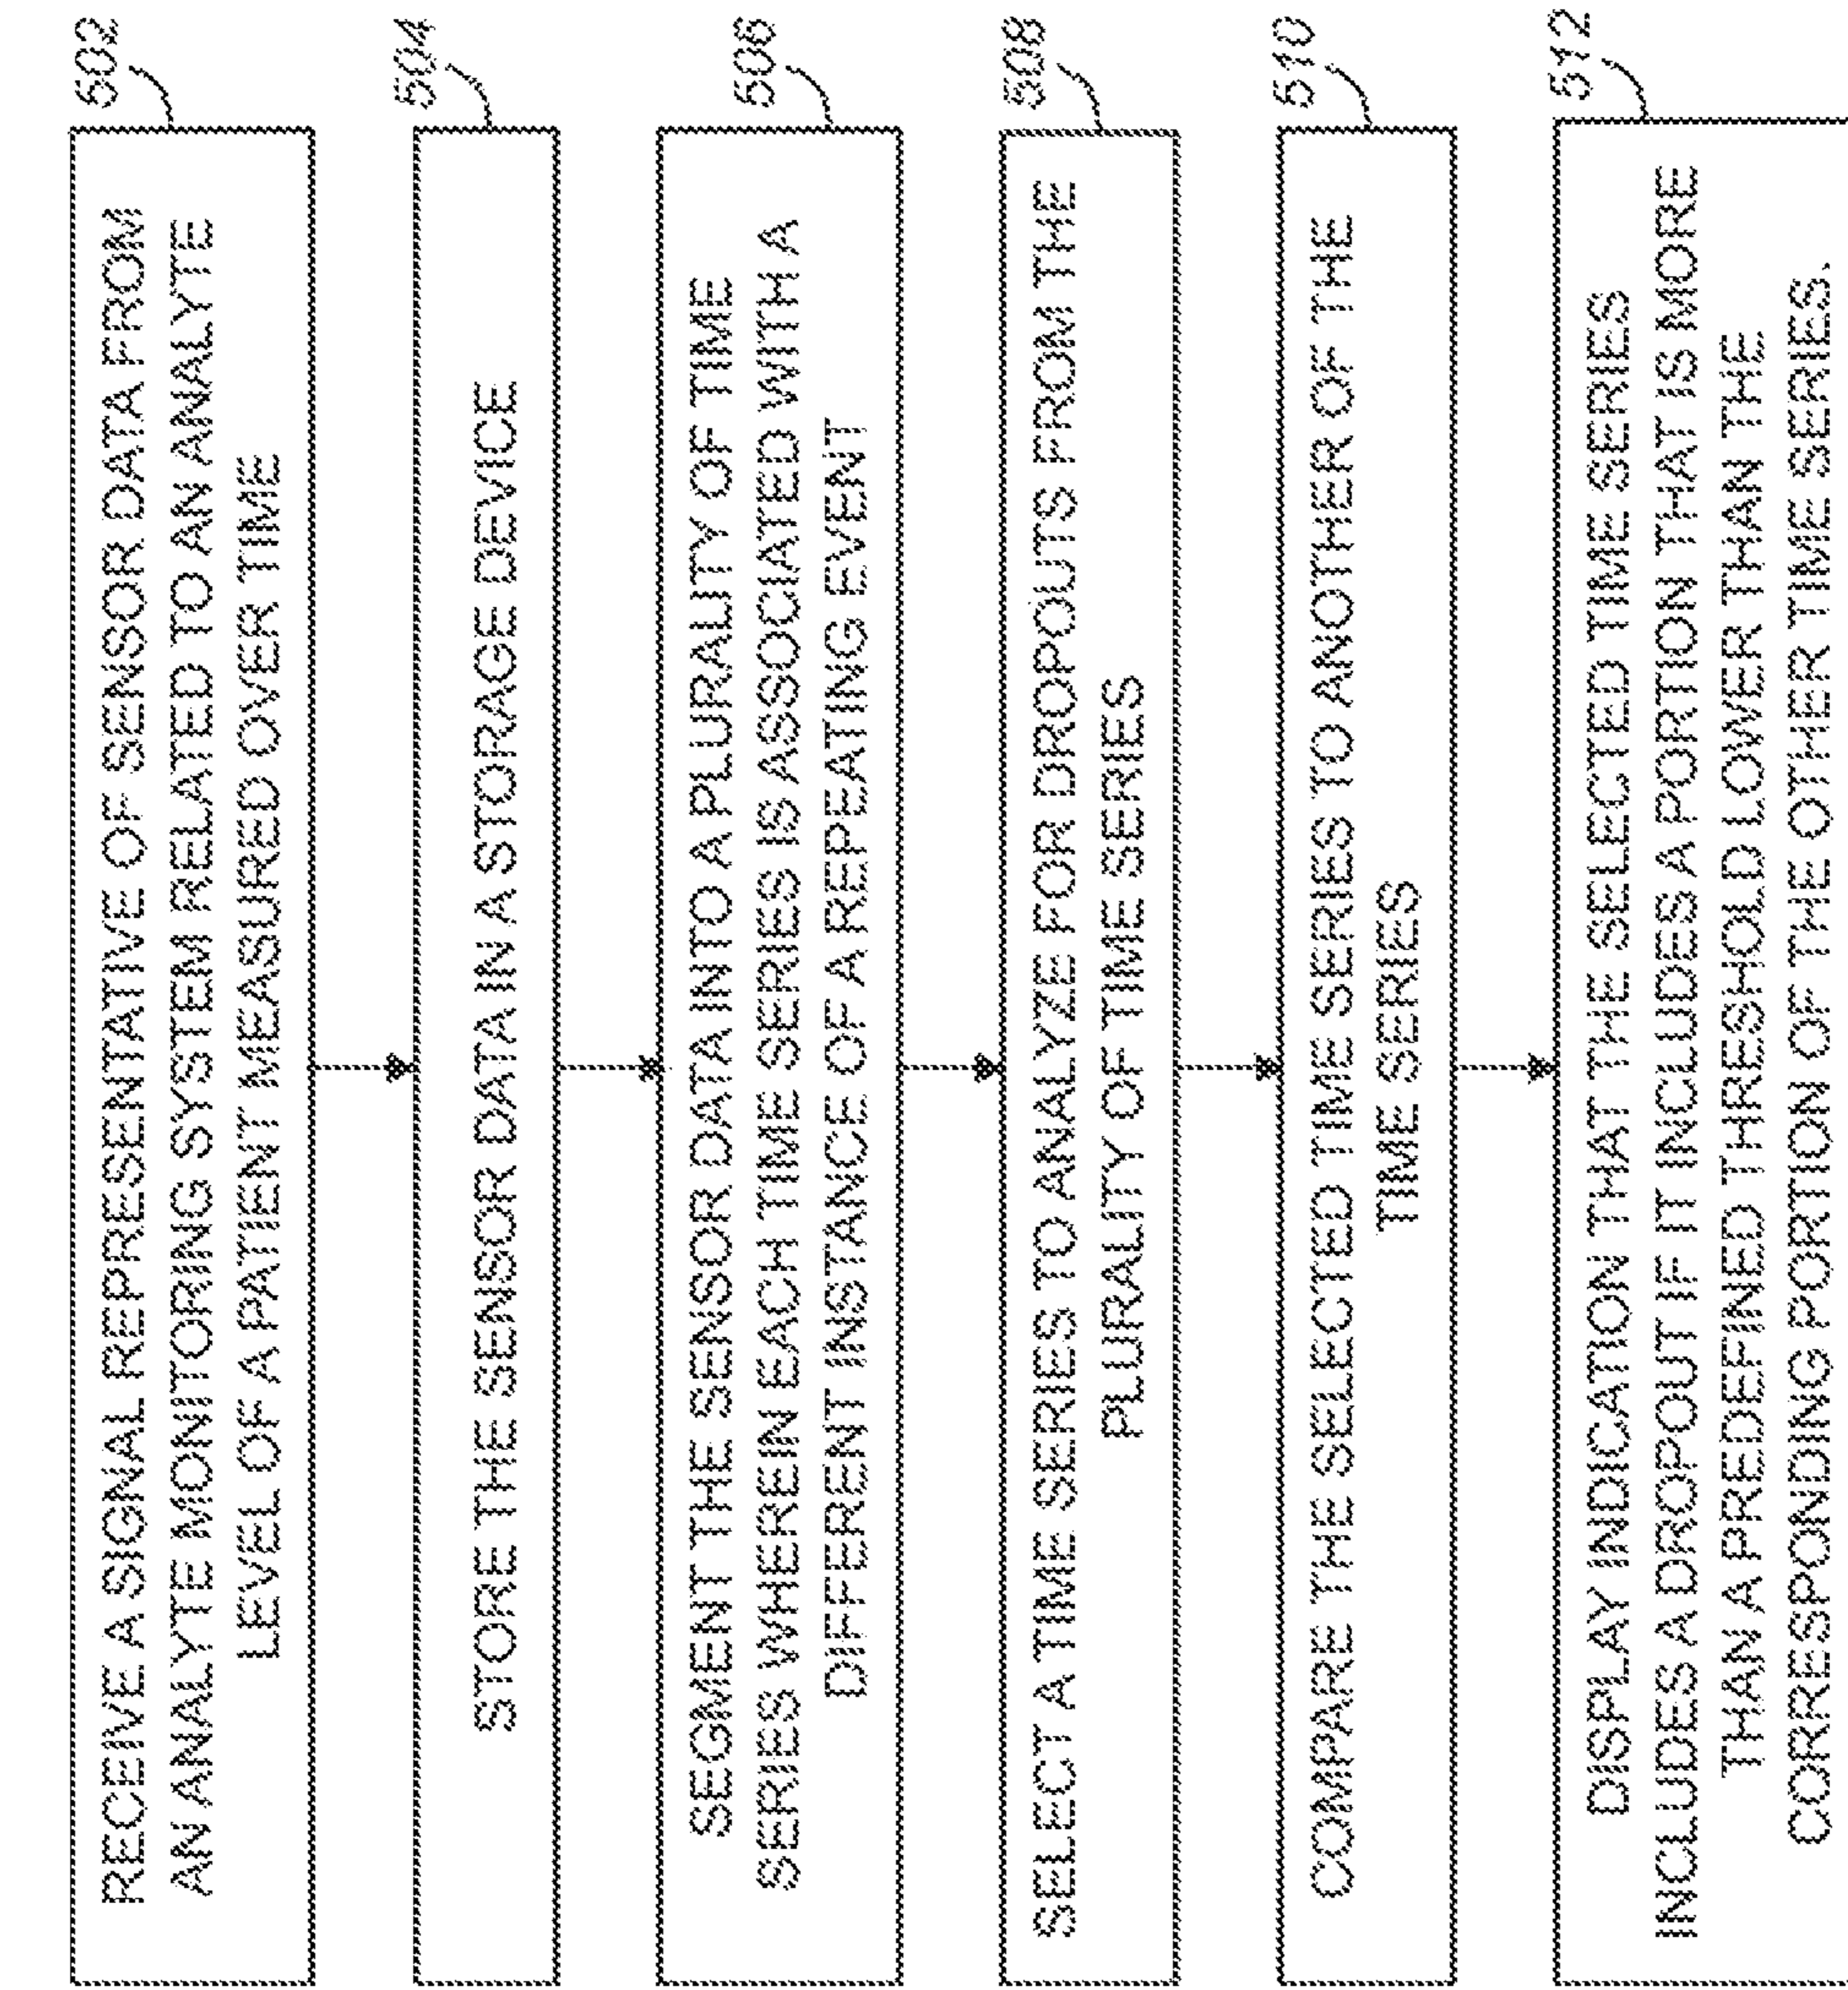 502
RECEIVE A SIGNAL REPRESENTATIVE OF SENSOR DATA FROM
AN ANALYTE MONITORING SYSTEM RELATED TO AN ANALYTE
LEVEL OF A PATIENT MEASURED OVER TIME
504
STORE THE SENSOR DATA IN A STORAGE DEVICE
506
SEGMENT THE SENSOR DATA INTO A PLURALITY OF TIME
SERIES WHEREIN EACH TIME SERIES IS ASSOCIATED WITH A
DIFFERENT INSTANCE OF A REPEATING EVENT
508
SELECT A TIME SERIES TO ANALYZE FOR DROPOUTS FROM THE
PLURALITY OF TIME SERIES
510
COMPARE THE SELECTED TIME SERIES TO ANOTHER OF THE
TIME SERIES
512
DISPLAY INDICATION THAT THE SELECTED TIME SERIES
INCLUDES A DROPOUT IF IT INCLUDES A PORTION THAT IS MORE
THAN A PREDEFINED THRESHOLD LOWER THAN THE
CORRESPONDING PORTION OF THE OTHER TIME SERIES.